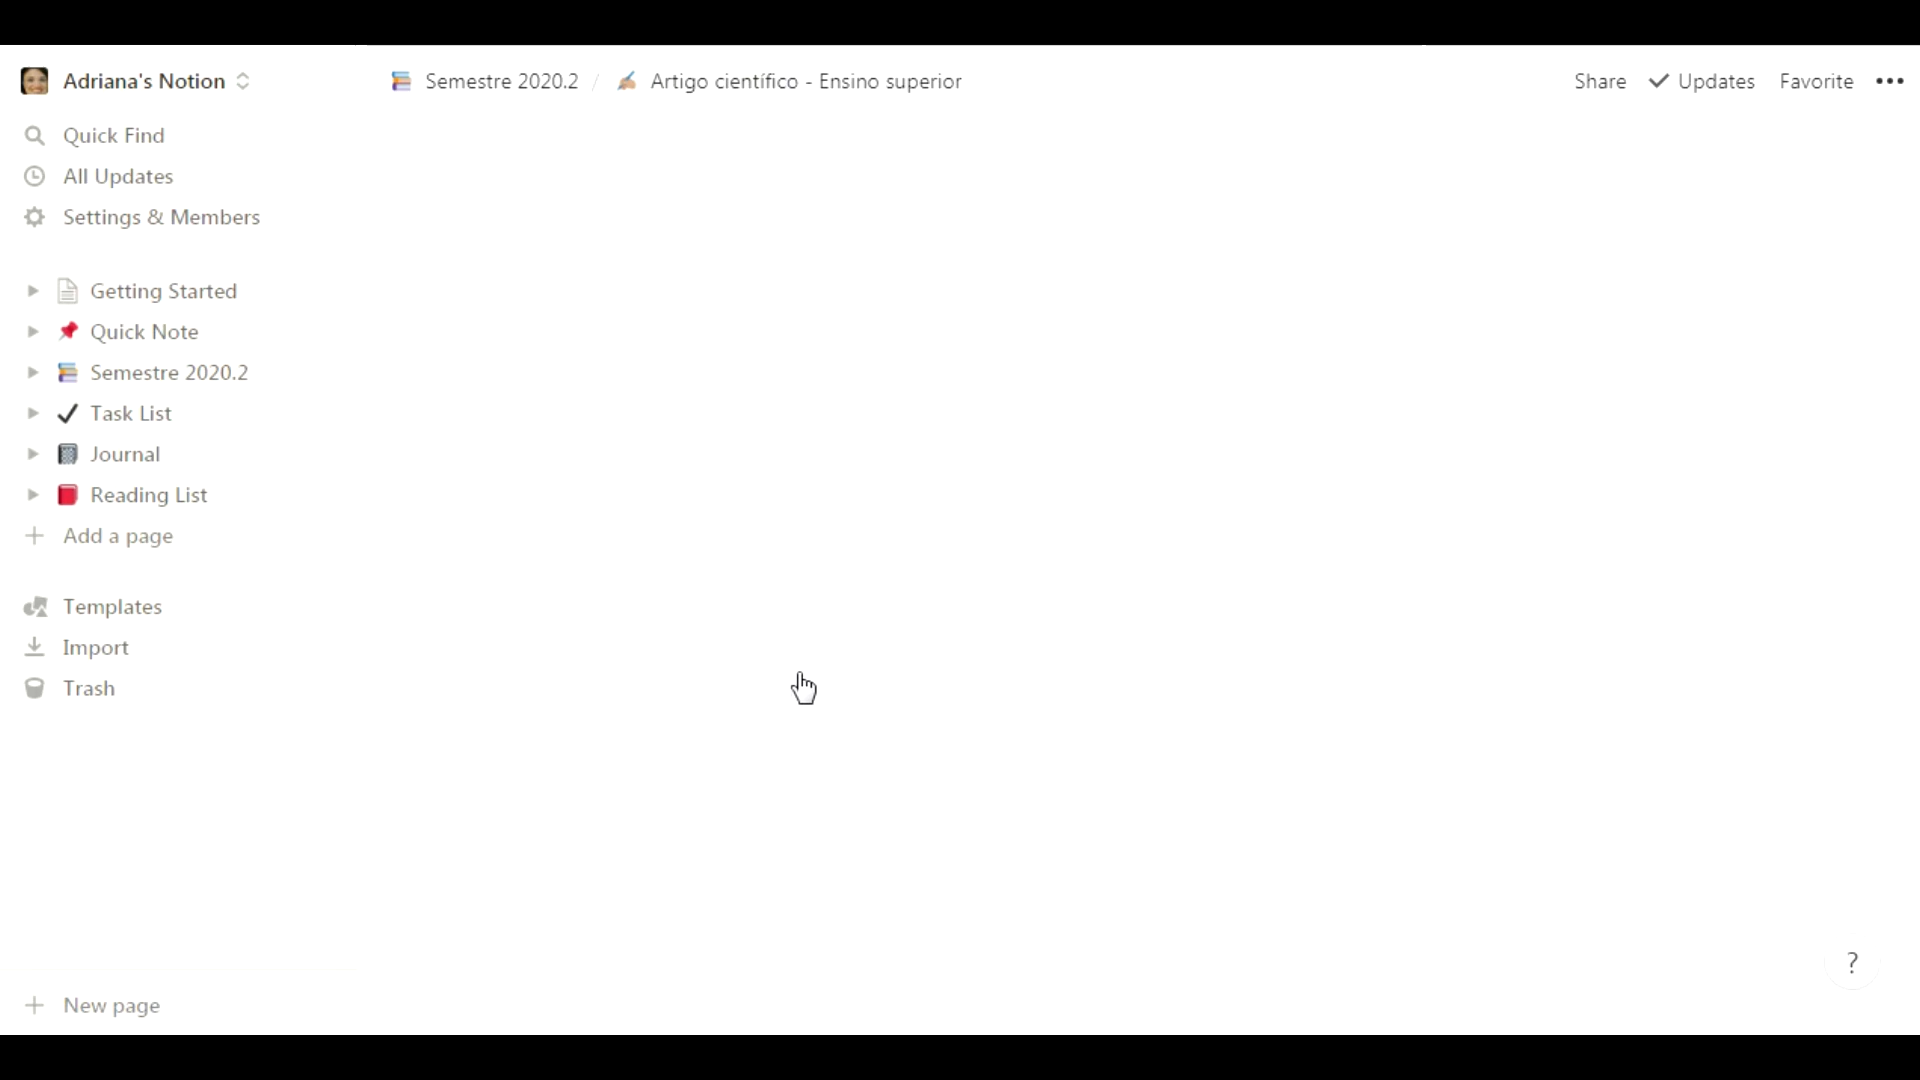 Adriana's Notion
Semestre 2020.2 / Artigo científico - Ensino superior
Share Updates Favorite •••
Quick Find
All Updates
Settings & Members
Getting Started
Quick Note
Semestre 2020.2
Task List
Journal
Reading List
+ Add a page
Templates
Import
Trash
?
+ New page